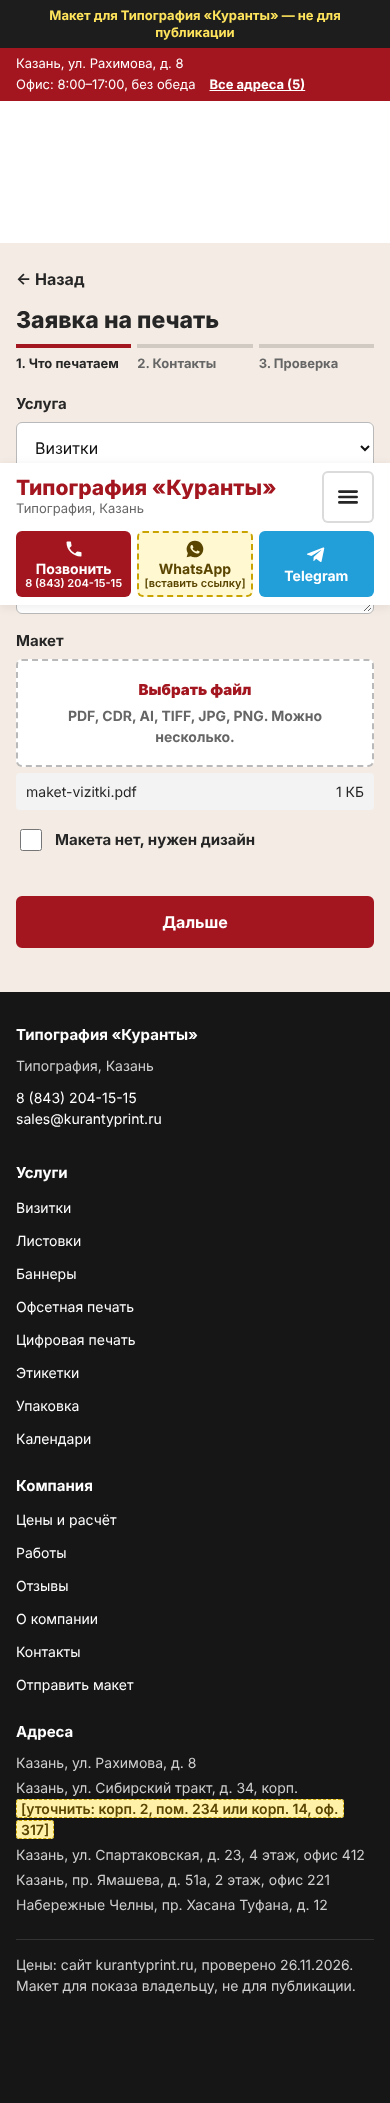 Макет для Типография «Куранты» — не для
публикации
Казань, ул. Рахимова, д. 8
Офис: 8:00–17:00, без обеда Все адреса (5)
← Назад
Заявка на печать
1. Что печатаем 2. Контакты 3. Проверка
Услуга
Визитки
Типография «Куранты»
Типография, Казань
Позвонить
8 (843) 204-15-15
WhatsApp
[вставить ссылку]
Telegram
Макет
Выбрать файл
PDF, CDR, AI, TIFF, JPG, PNG. Можно
несколько.
maket-vizitki.pdf 1 КБ
Макета нет, нужен дизайн
Дальше
Типография «Куранты»
Типография, Казань
8 (843) 204-15-15
sales@kurantyprint.ru
Услуги
Визитки
Листовки
Баннеры
Офсетная печать
Цифровая печать
Этикетки
Упаковка
Календари
Компания
Цены и расчёт
Работы
Отзывы
О компании
Контакты
Отправить макет
Адреса
Казань, ул. Рахимова, д. 8
Казань, ул. Сибирский тракт, д. 34, корп.
[уточнить: корп. 2, пом. 234 или корп. 14, оф.
317]
Казань, ул. Спартаковская, д. 23, 4 этаж, офис 412
Казань, пр. Ямашева, д. 51а, 2 этаж, офис 221
Набережные Челны, пр. Хасана Туфана, д. 12
Цены: сайт kurantyprint.ru, проверено 26.11.2026.
Макет для показа владельцу, не для публикации.